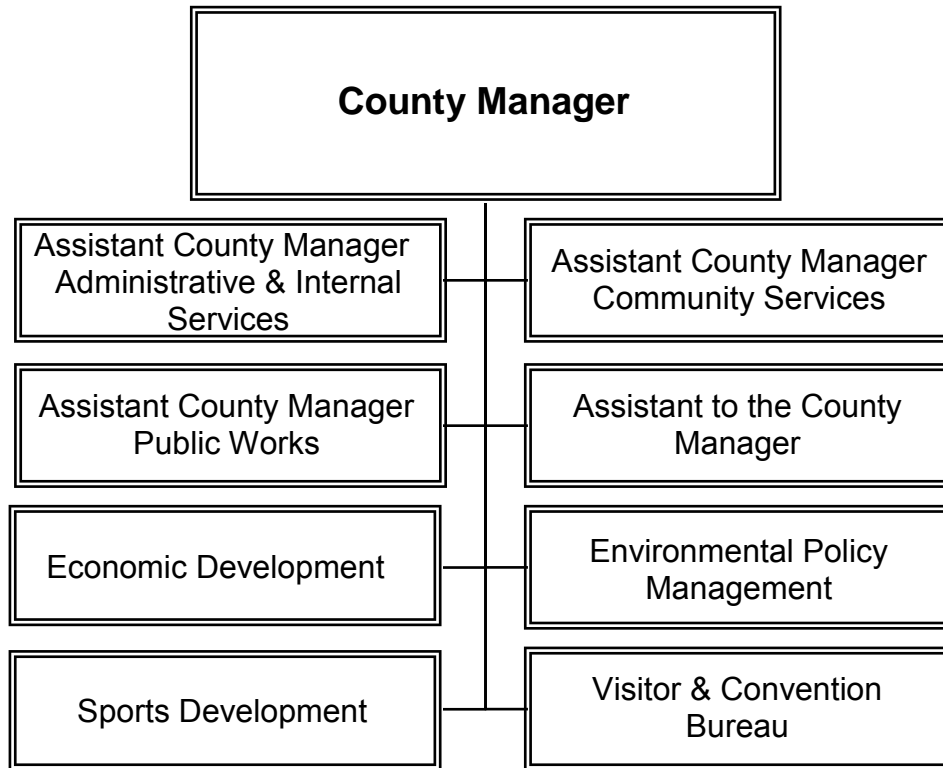 County Manager
Assistant County Manager
Administrative & Internal
Services
Assistant County Manager
Community Services
Assistant County Manager
Public Works
Assistant to the County
Manager
Economic Development
Environmental Policy
Management
Sports Development
Visitor & Convention
Bureau